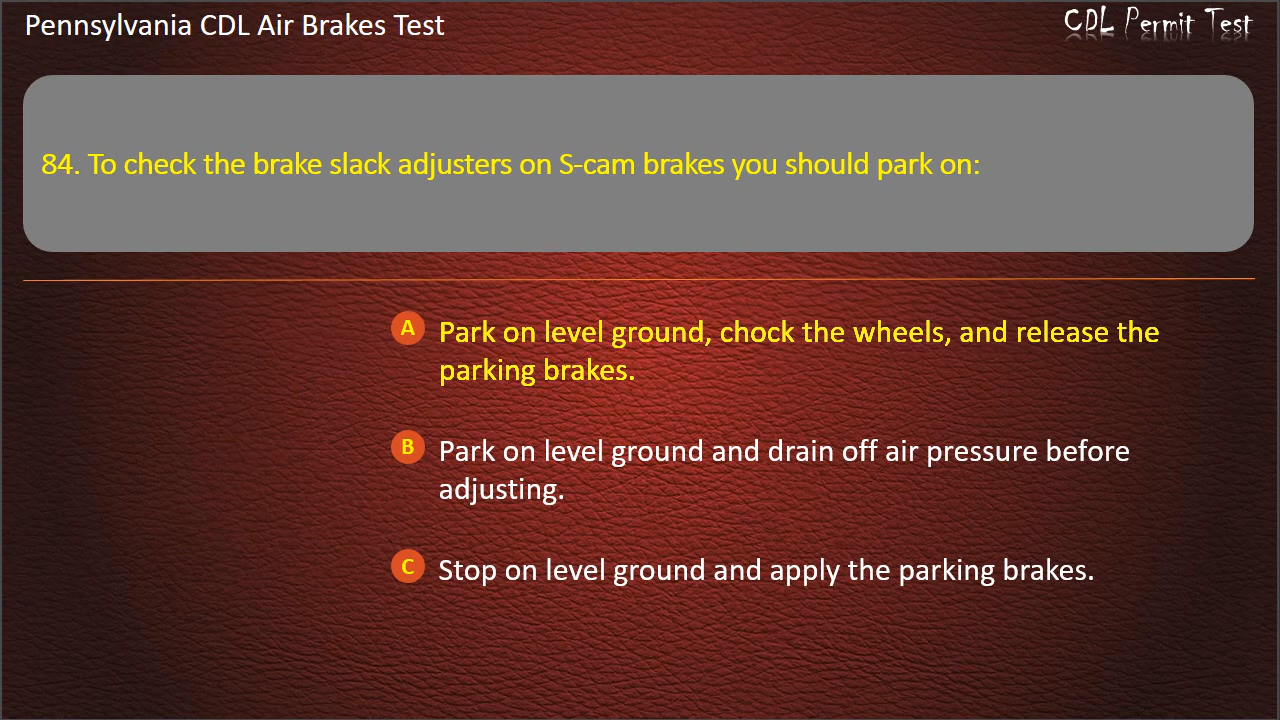 Pennsylvania CDL Air Brakes Test
CDL Permit Test
84. To check the brake slack adjusters on S-cam brakes you should park on:
A Park on level ground, chock the wheels, and release the
parking brakes.
B Park on level ground and drain off air pressure before
adjusting.
C Stop on level ground and apply the parking brakes.